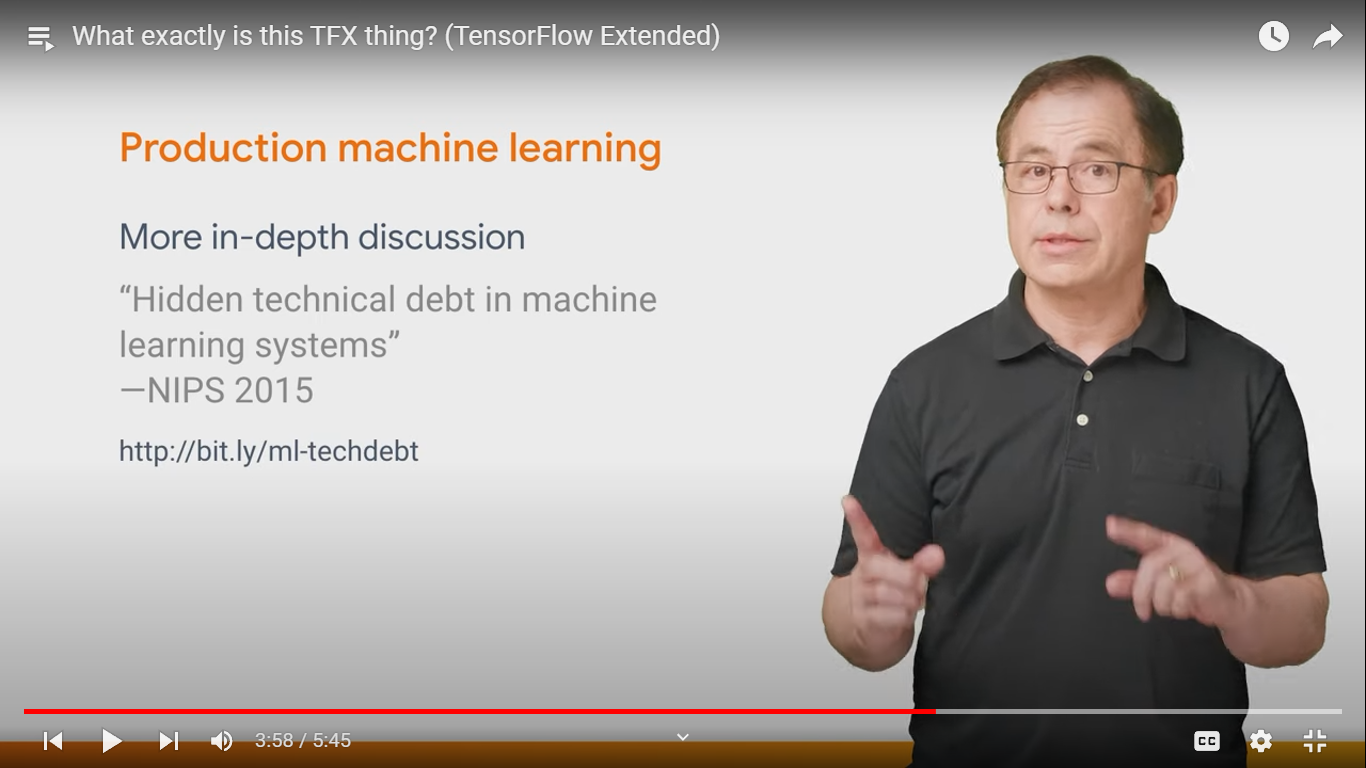 What exactly is this TFX thing? (TensorFlow Extended)
Production machine learning
More in-depth discussion
“Hidden technical debt in machine
learning systems”
—NIPS 2015
http://bit.ly/ml-techdebt
3:58 / 5:45
CC